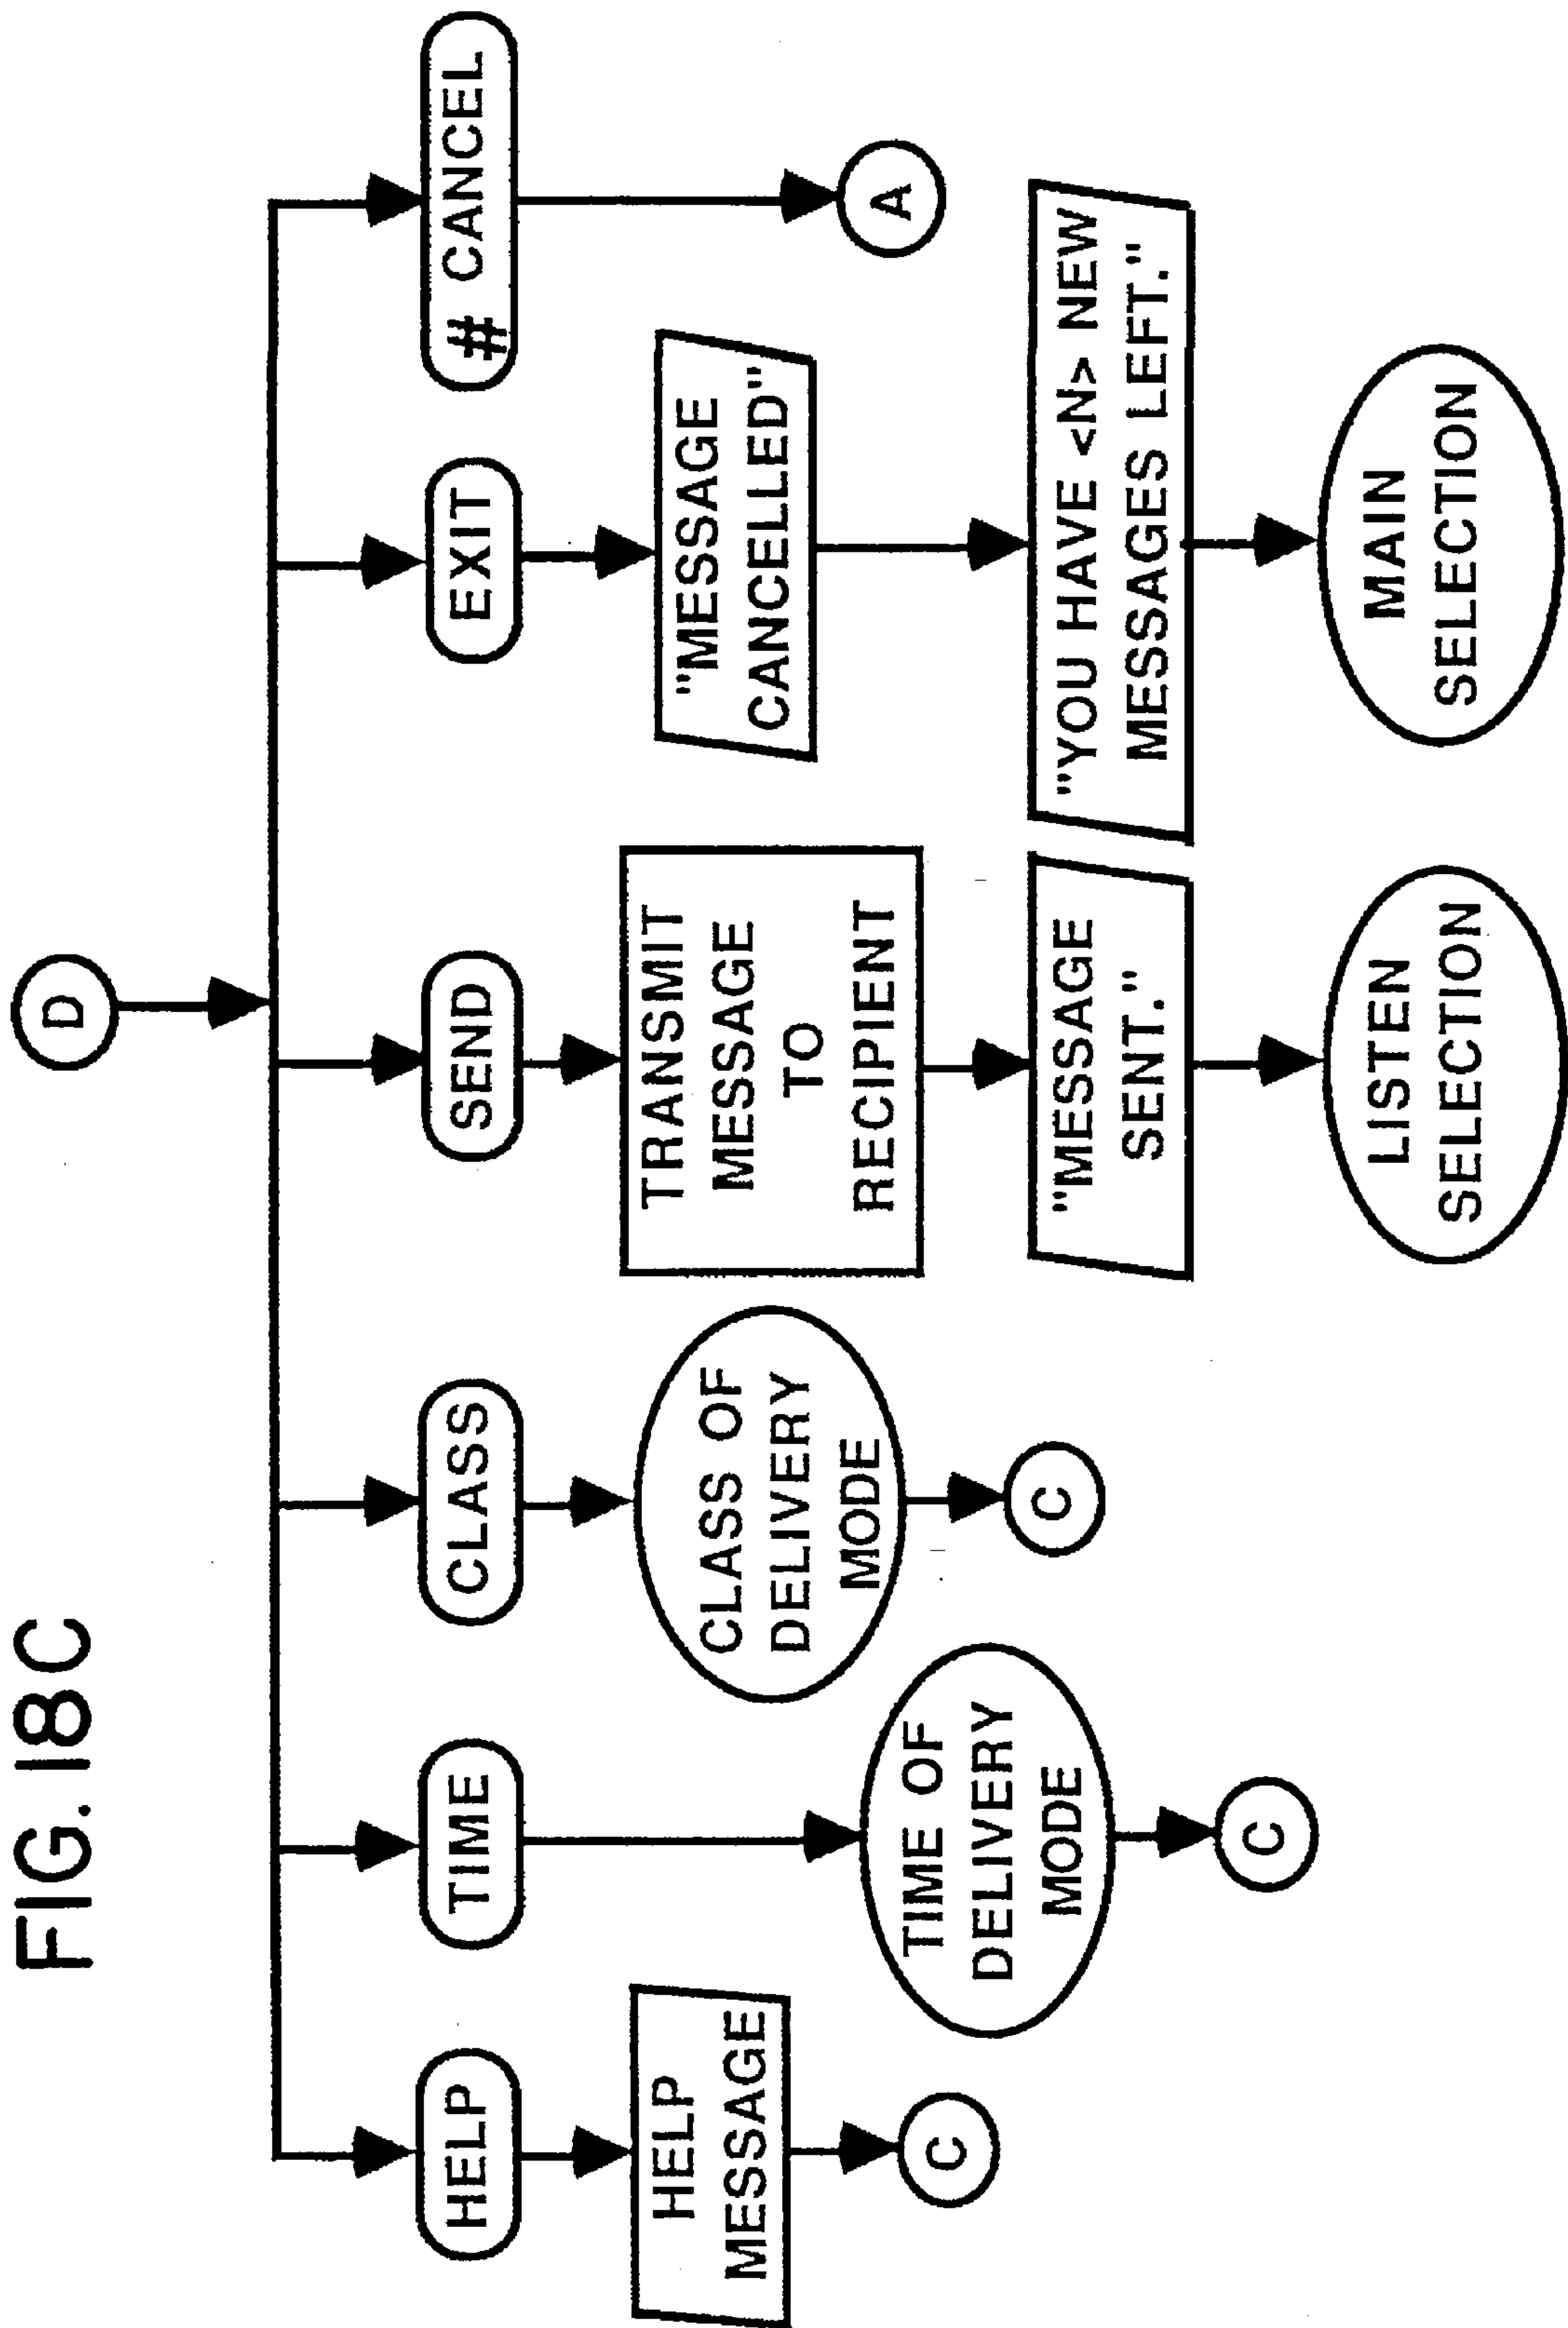 FIG. 18C
D
HELP
HELP
MESSAGE
C
TIME
TIME OF
DELIVERY
MODE
C
CLASS
CLASS OF
DELIVERY
MODE
C
SEND
TRANSMIT
MESSAGE
TO
RECIPIENT
"MESSAGE
SENT."
LISTEN
SELECTION
EXIT
"MESSAGE
CANCELLED"
"YOU HAVE <N> NEW
MESSAGES LEFT."
MAIN
SELECTION
# CANCEL
A